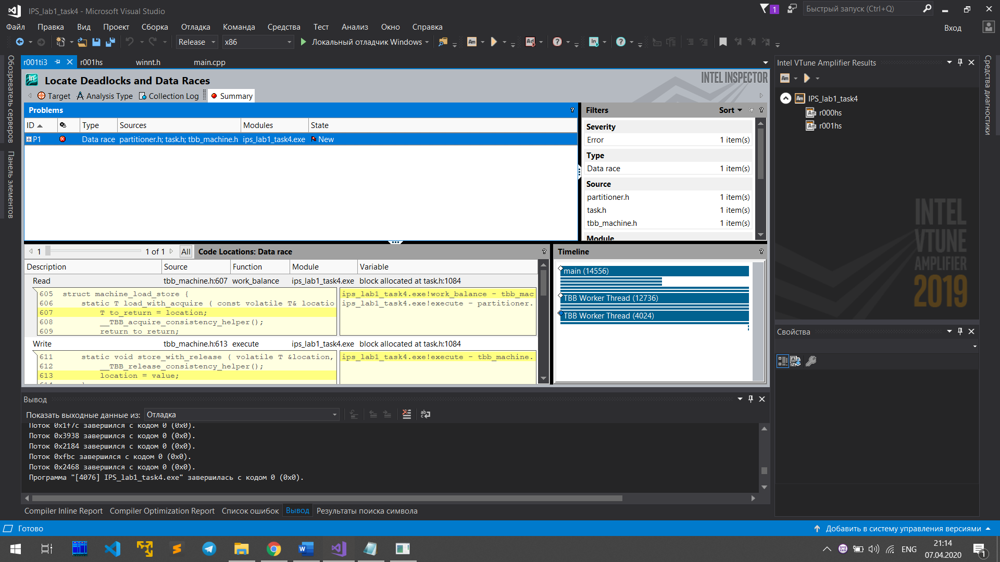 IPS_lab1_task4 - Microsoft Visual Studio
1
Быстрый запуск (Ctrl+Q)
Файл Правка Вид Проект Сборка Отладка Команда Средства Тест Анализ Окно Справка
Вход
Release x86 Локальный отладчик Windows
Обозреватель серверов
Панель элементов
r001ti3 r001hs winnt.h main.cpp
Locate Deadlocks and Data Races
INTEL INSPECTOR
Target Analysis Type Collection Log Summary
Problems
ID Type Sources Modules State
P1 Data race partitioner.h; task.h; tbb_machine.h ips_lab1_task4.exe New
Filters Sort
Severity
Error 1 item(s)
Type
Data race 1 item(s)
Source
partitioner.h 1 item(s)
task.h 1 item(s)
tbb_machine.h 1 item(s)
Module
1 1 of 1 All Code Locations: Data race
Description Source Function Module Variable
Read tbb_machine.h:607 work_balance ips_lab1_task4.exe block allocated at task.h:1084
605 struct machine_load_store {
606 static T load_with_acquire ( const volatile T& locatio
607 T to_return = location;
608 __TBB_acquire_consistency_helper();
609 return to_return;
ips_lab1_task4.exe!work_balance - tbb_mac
ips_lab1_task4.exe!execute - partitioner.
Write tbb_machine.h:613 execute ips_lab1_task4.exe block allocated at task.h:1084
611 static void store_with_release ( volatile T &location,
612 __TBB_release_consistency_helper();
613 location = value;
614 }
ips_lab1_task4.exe!execute - tbb_machine.
Timeline
main (14556)
TBB Worker Thread (12736)
TBB Worker Thread (4024)
Intel VTune Amplifier Results
IPS_lab1_task4
r000hs
r001hs
INTEL
VTUNE
AMPLIFIER
2019
Средства диагностики
Свойства
Вывод
Показать выходные данные из: Отладка
Поток 0x1f7c завершился с кодом 0 (0x0).
Поток 0x3938 завершился с кодом 0 (0x0).
Поток 0x2184 завершился с кодом 0 (0x0).
Поток 0xfbc завершился с кодом 0 (0x0).
Поток 0x2468 завершился с кодом 0 (0x0).
Программа "[4076] IPS_lab1_task4.exe" завершилась с кодом 0 (0x0).
Compiler Inline Report Compiler Optimization Report Список ошибок Вывод Результаты поиска символа
Готово
Добавить в систему управления версиями
ENG
21:14
07.04.2020
1